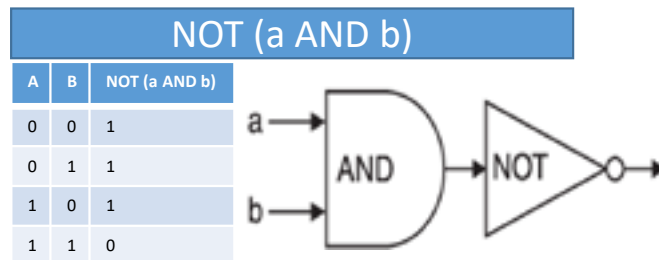 NOT (a AND b)
A B NOT (a AND b)
0 0 1
0 1 1
1 0 1
1 1 0
a
AND
NOT
b